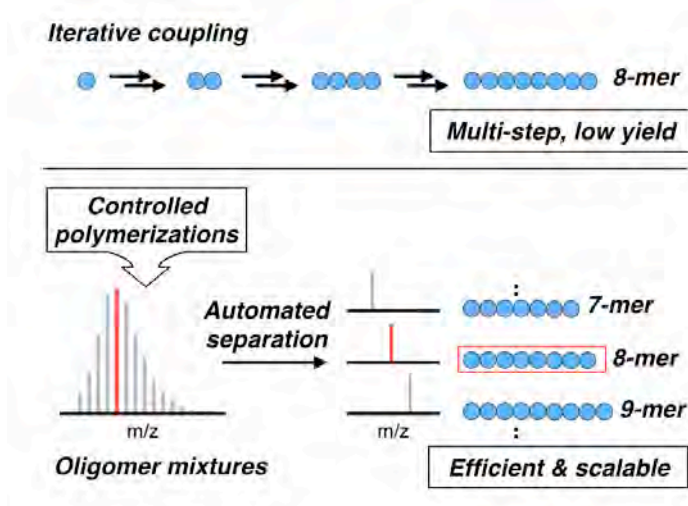 Iterative coupling
8-mer
Multi-step, low yield
Controlled
polymerizations
Automated
separation
:
7-mer
8-mer
9-mer
:
m/z
m/z
Oligomer mixtures
Efficient & scalable